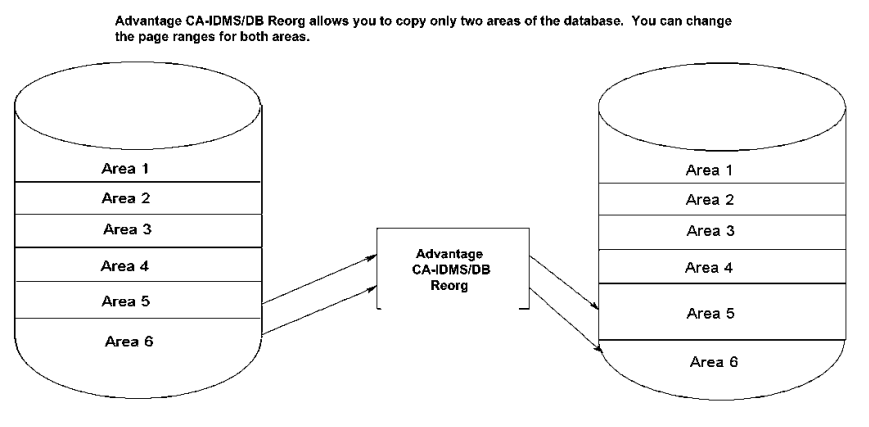 Advantage CA-IDMS/DB Reorg allows you to copy only two areas of the database.  You can change
the page ranges for both areas.
Area 1
Area 2
Area 3
Area 4
Area 5
Area 6
Advantage
CA-IDMS/DB
Reorg
Area 1
Area 2
Area 3
Area 4
Area 5
Area 6